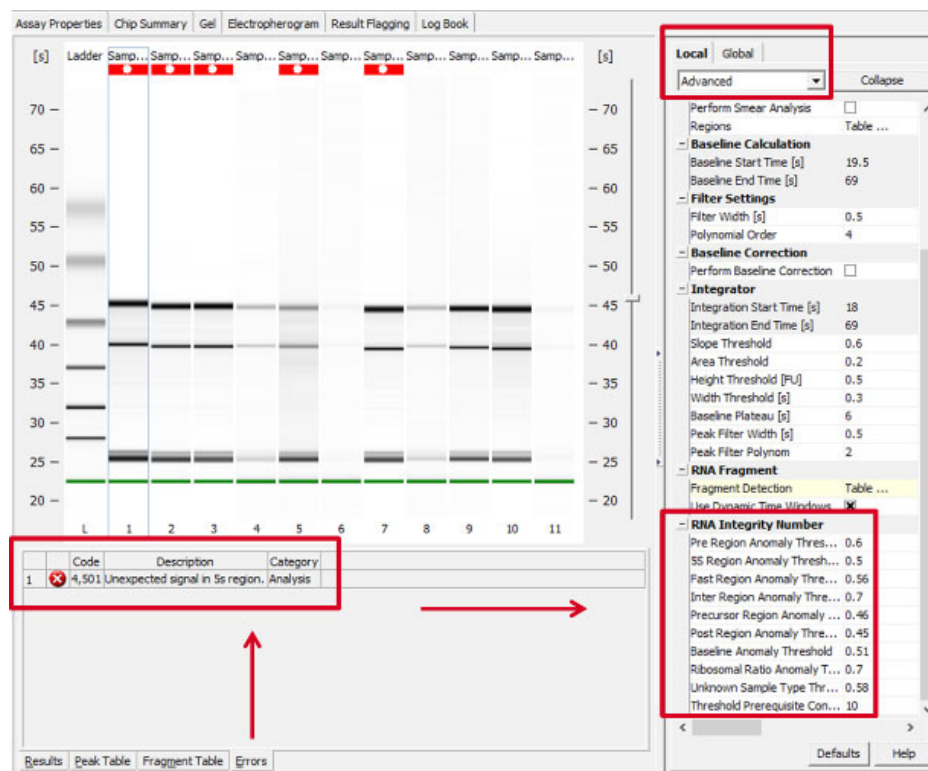 Assay Properties Chip Summary Gel Electropherogram Result Flagging Log Book
[s] Ladder Samp... Samp... Samp... Samp... Samp... Samp... Samp... Samp... Samp... Samp... Samp... [s]
70 70
65 65
60 60
55 55
50 50
45 45
40 40
35 35
30 30
25 25
20 20
L 1 2 3 4 5 6 7 8 9 10 11
Code Description Category
1 4,501 Unexpected signal in 5s region. Analysis
Results Peak Table Fragment Table Errors
Local Global
Advanced Collapse
Perform Smear Analysis
Regions Table ...
Baseline Calculation
Baseline Start Time [s] 19.5
Baseline End Time [s] 69
Filter Settings
Filter Width [s] 0.5
Polynomial Order 4
Baseline Correction
Perform Baseline Correction
Integrator
Integration Start Time [s] 18
Integration End Time [s] 69
Slope Threshold 0.6
Area Threshold 0.2
Height Threshold [FU] 0.5
Width Threshold [s] 0.3
Baseline Plateau [s] 6
Peak Filter Width [s] 0.5
Peak Filter Polynom 2
RNA Fragment
Fragment Detection Table ...
Use Dynamic Time Windows
RNA Integrity Number
Pre Region Anomaly Thres... 0.6
5S Region Anomaly Thresh... 0.5
Fast Region Anomaly Thre... 0.56
Inter Region Anomaly Thre... 0.7
Precursor Region Anomaly ... 0.46
Post Region Anomaly Thre... 0.45
Baseline Anomaly Threshold 0.51
Ribosomal Ratio Anomaly T... 0.7
Unknown Sample Type Thr... 0.58
Threshold Prerequisite Con... 10
Defaults Help